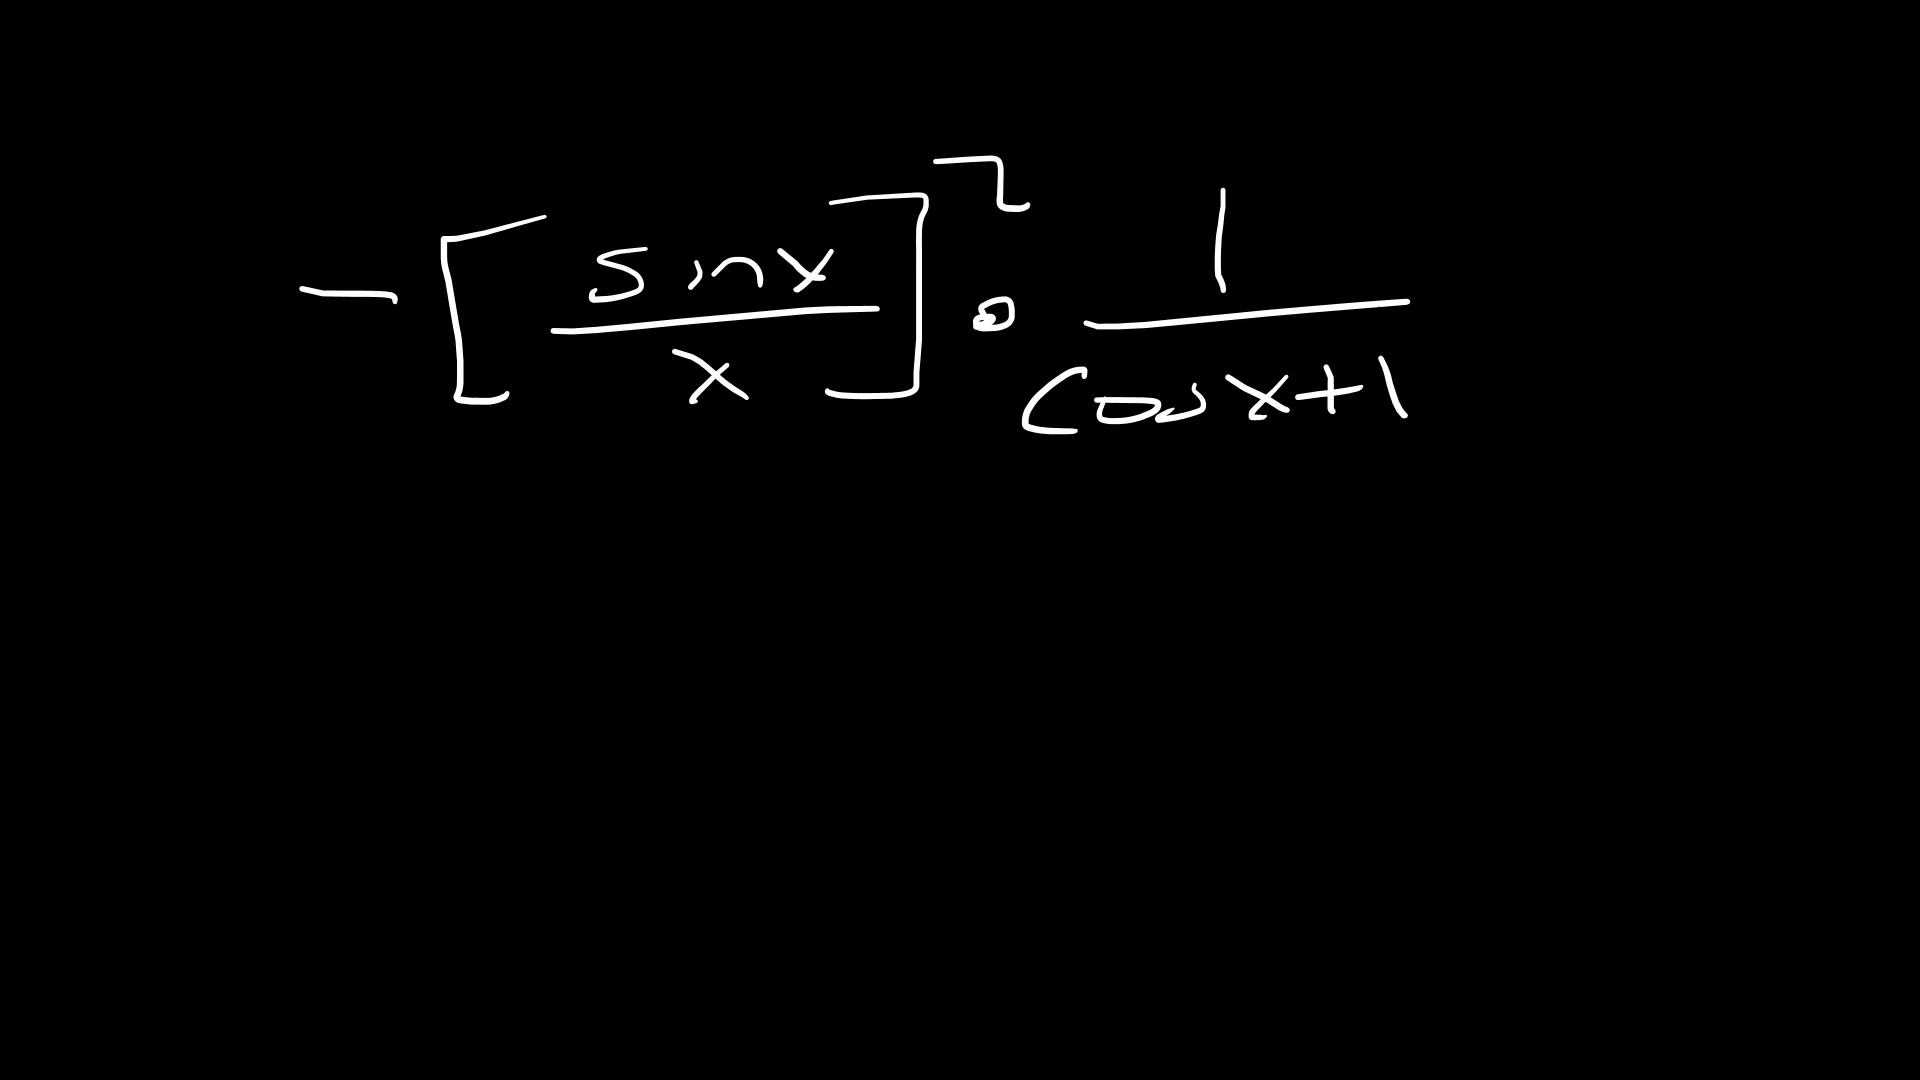 - [sinx/x]² · 1/(cosx+1)